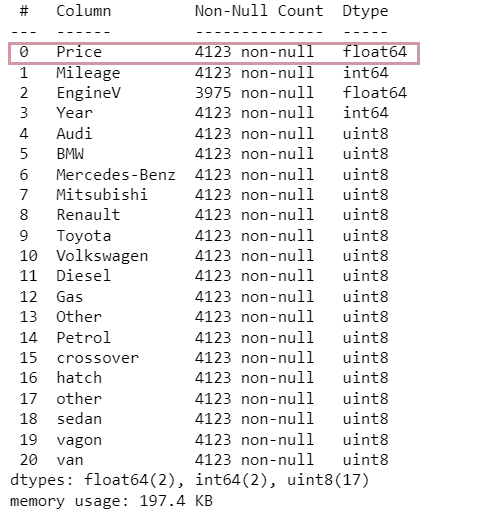 #   Column         Non-Null Count  Dtype
---  ------         --------------  -----
0   Price          4123 non-null   float64
1   Mileage        4123 non-null   int64
2   EngineV        3975 non-null   float64
3   Year           4123 non-null   int64
4   Audi           4123 non-null   uint8
5   BMW            4123 non-null   uint8
6   Mercedes-Benz  4123 non-null   uint8
7   Mitsubishi     4123 non-null   uint8
8   Renault        4123 non-null   uint8
9   Toyota         4123 non-null   uint8
10  Volkswagen     4123 non-null   uint8
11  Diesel         4123 non-null   uint8
12  Gas            4123 non-null   uint8
13  Other          4123 non-null   uint8
14  Petrol         4123 non-null   uint8
15  crossover      4123 non-null   uint8
16  hatch          4123 non-null   uint8
17  other          4123 non-null   uint8
18  sedan          4123 non-null   uint8
19  vagon          4123 non-null   uint8
20  van            4123 non-null   uint8
dtypes: float64(2), int64(2), uint8(17)
memory usage: 197.4 KB